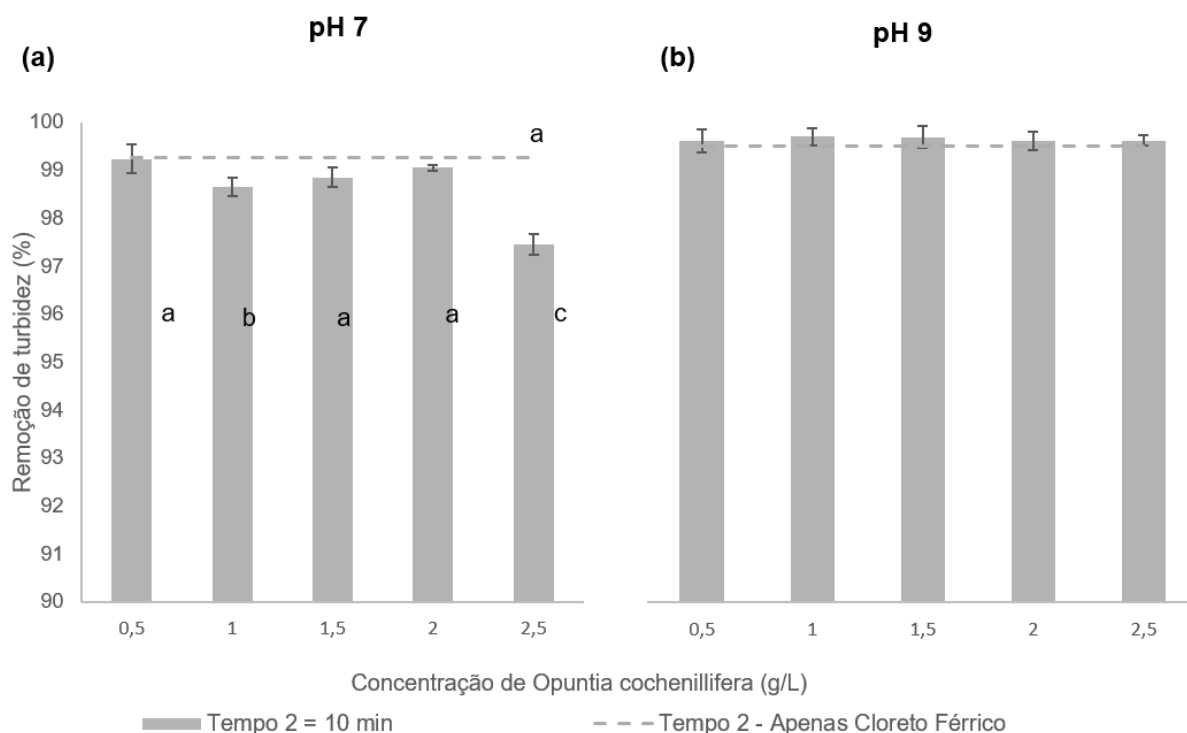 pH 7
pH 9
(a)
(b)
Remoção de turbidez (%)
100
99
98
97
96
95
94
93
92
91
90
a
a
b
a
a
c
0,5 1 1,5 2 2,5
0,5 1 1,5 2 2,5
Concentração de Opuntia cochenillifera (g/L)
Tempo 2 = 10 min
Tempo 2 - Apenas Cloreto Férrico